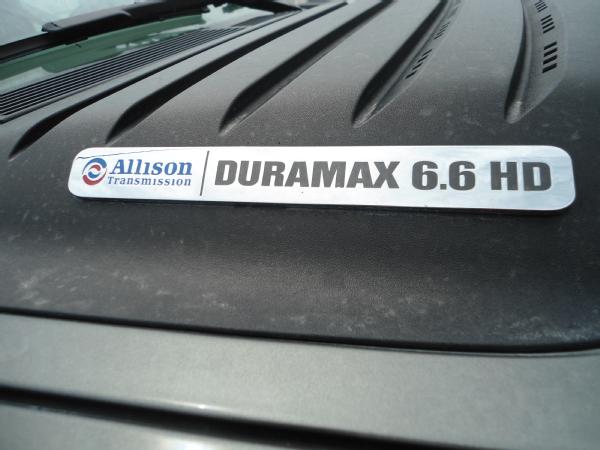 Allison
Transmission
DURAMAX 6.6 HD